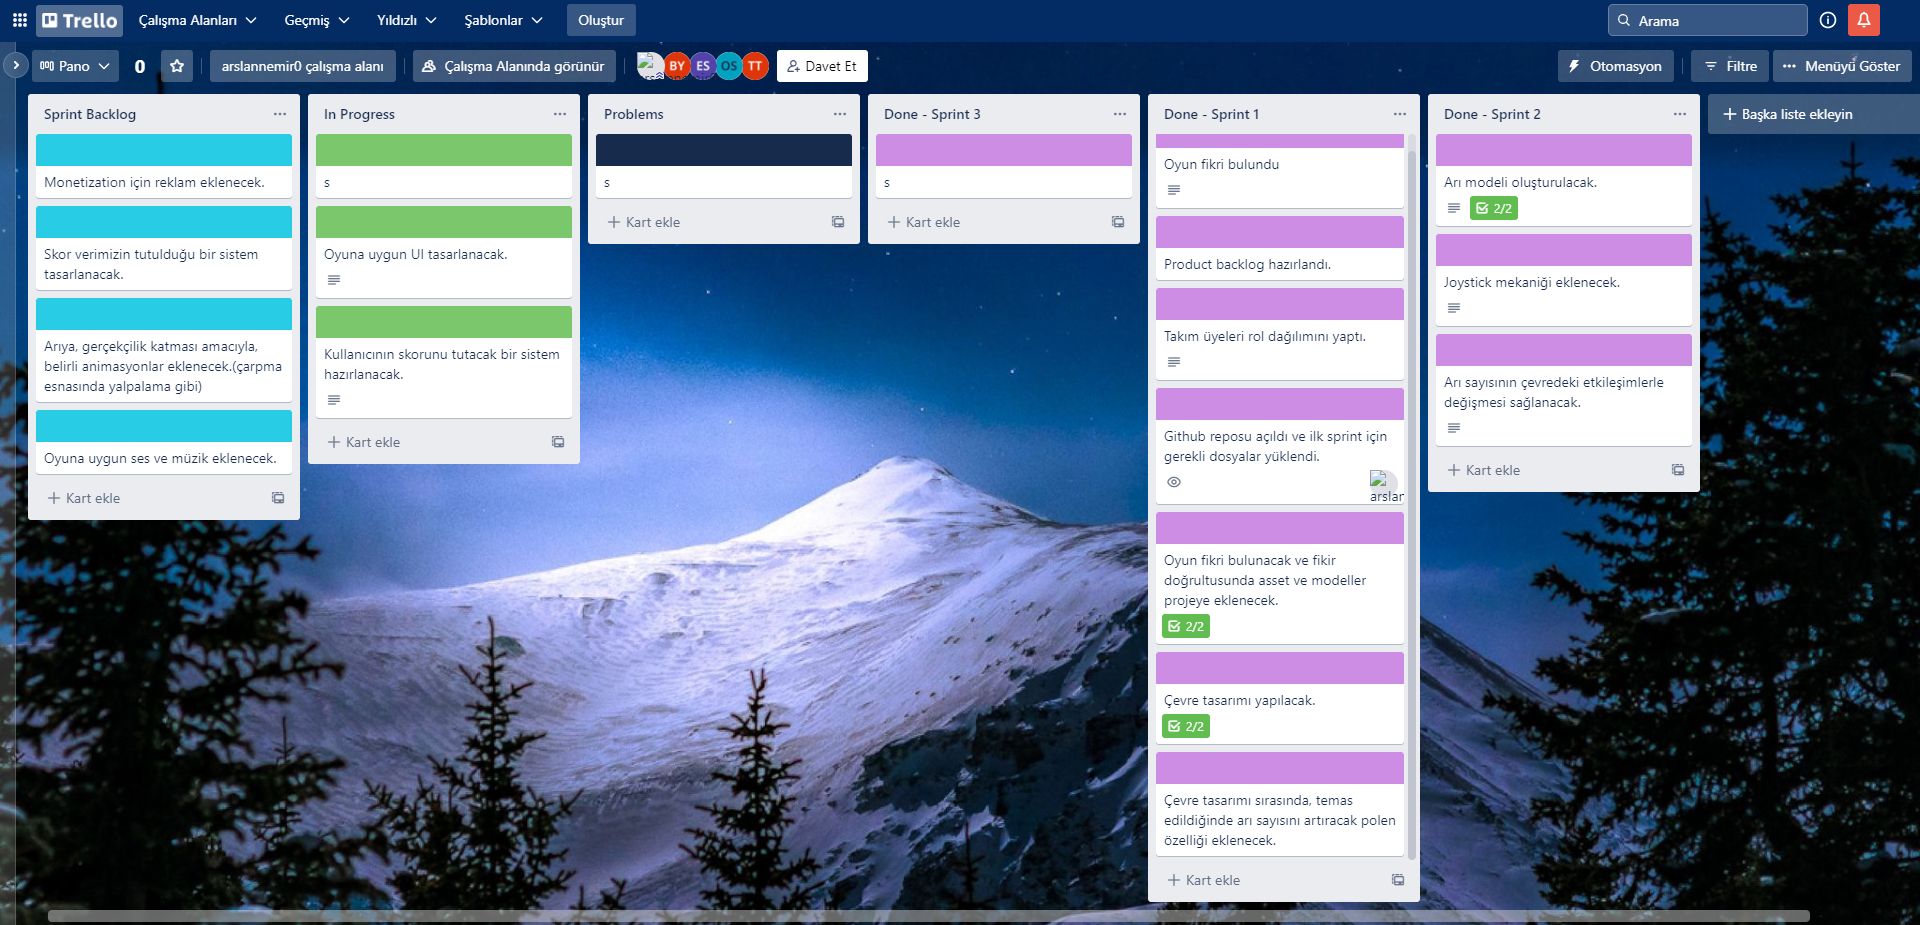 Trello
Çalışma Alanları
Geçmiş
Yıldızlı
Şablonlar
Oluştur
Arama
Pano
0
arslannemir0 çalışma alanı
Çalışma Alanında görünür
BY
ES
OS
TT
Davet Et
Otomasyon
Filtre
Menüyü Göster
Sprint Backlog
Monetization için reklam eklenecek.
Skor verimizin tutulduğu bir sistem
tasarlanacak.
Arıya, gerçekçilik katması amacıyla,
belirli animasyonlar eklenecek.(çarpma
esnasında yalpalama gibi)
Oyuna uygun ses ve müzik eklenecek.
Kart ekle
In Progress
s
Oyuna uygun UI tasarlanacak.
Kullanıcının skorunu tutacak bir sistem
hazırlanacak.
Kart ekle
Problems
s
Kart ekle
Done - Sprint 3
s
Kart ekle
Done - Sprint 1
Oyun fikri bulundu
Product backlog hazırlandı.
Takım üyeleri rol dağılımını yaptı.
Github reposu açıldı ve ilk sprint için
gerekli dosyalar yüklendi.
arslan
Oyun fikri bulunacak ve fikir
doğrultusunda asset ve modeller
projeye eklenecek.
2/2
Çevre tasarımı yapılacak.
2/2
Çevre tasarımı sırasında, temas
edildiğinde arı sayısını artıracak polen
özelliği eklenecek.
Kart ekle
Done - Sprint 2
Arı modeli oluşturulacak.
2/2
Joystick mekaniği eklenecek.
Arı sayısının çevredeki etkileşimlerle
değişmesi sağlanacak.
Kart ekle
Başka liste ekleyin